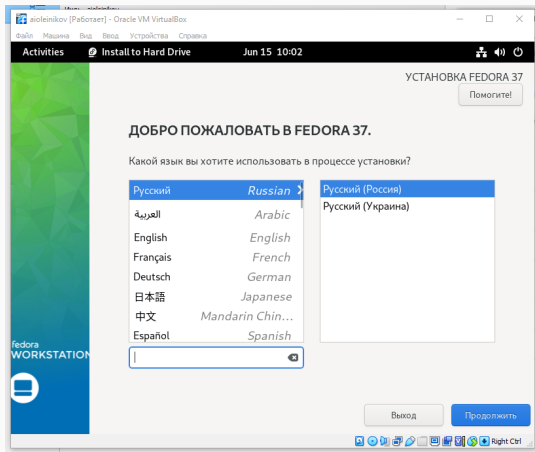 aioleinikov [Работает] - Oracle VM VirtualBox
Файл Машина Вид Ввод Устройства Справка
Activities Install to Hard Drive Jun 15 10:02
УСТАНОВКА FEDORA 37
Помогите!
ДОБРО ПОЖАЛОВАТЬ В FEDORA 37.
Какой язык вы хотите использовать в процессе установки?
Русский Russian
العربية Arabic
English English
Français French
Deutsch German
日本語 Japanese
中文 Mandarin Chin...
Español Spanish
Русский (Россия)
Русский (Украина)
fedora
WORKSTATION
Выход Продолжить
Right Ctrl